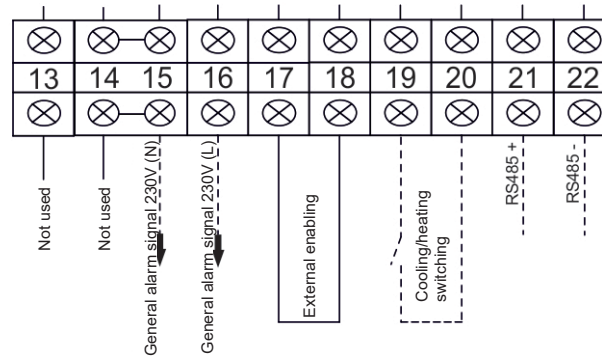 13 14 15 16 17 18 19 20 21 22
Not used
Not used
General alarm signal 230V (N)
General alarm signal 230V (L)
External enabling
Cooling/heating
switching
RS485 +
RS485 -